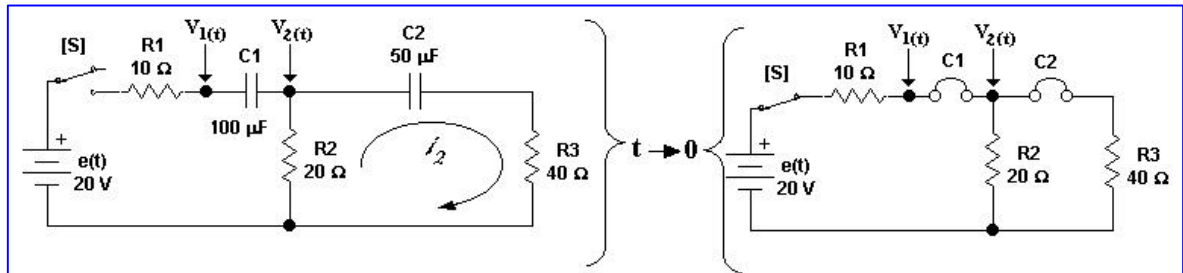 [S]
R1
10 Ω
V1(t)
C1
100 μF
V2(t)
C2
50 μF
+
e(t)
20 V
R2
20 Ω
i2
R3
40 Ω
t → 0
[S]
R1
10 Ω
V1(t)
C1
V2(t)
C2
+
e(t)
20 V
R2
20 Ω
R3
40 Ω